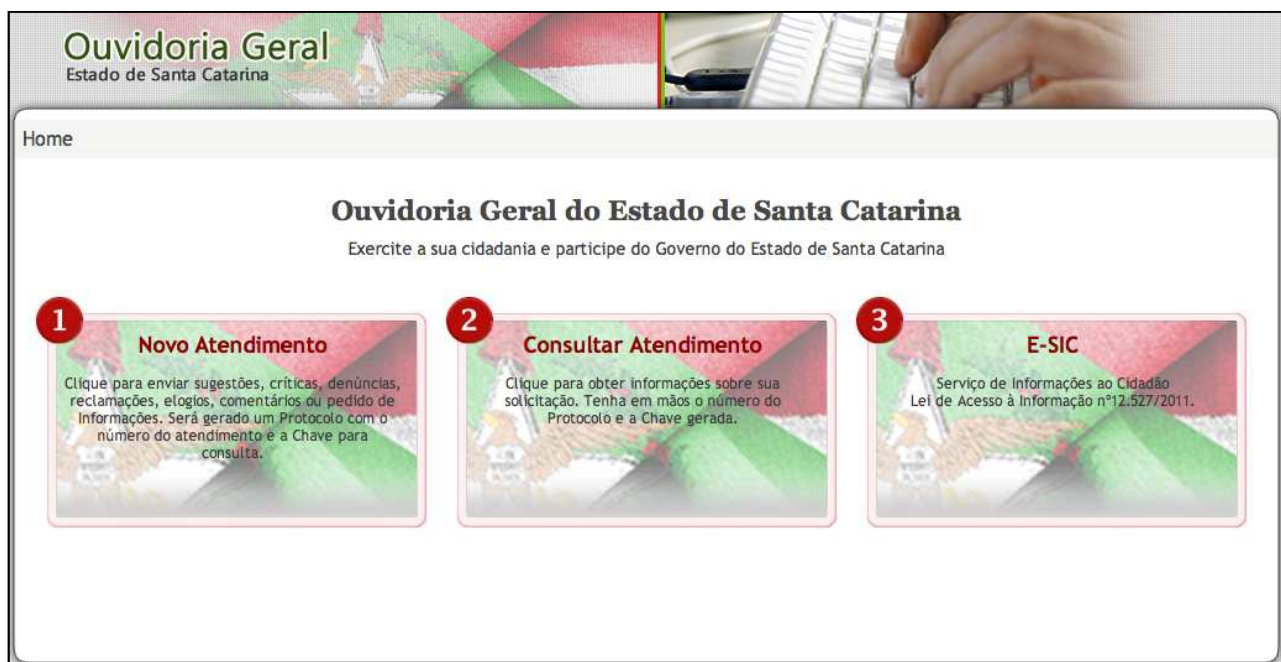 Ouvidoria Geral
Estado de Santa Catarina
Home
Ouvidoria Geral do Estado de Santa Catarina
Exercite a sua cidadania e participe do Governo do Estado de Santa Catarina
1
Novo Atendimento
Clique para enviar sugestões, críticas, denúncias,
reclamações, elogios, comentários ou pedido de
Informações. Será gerado um Protocolo com o
número do atendimento e a Chave para
consulta.
2
Consultar Atendimento
Clique para obter informações sobre sua
solicitação. Tenha em mãos o número do
Protocolo e a Chave gerada.
3
E-SIC
Serviço de Informações ao Cidadão
Lei de Acesso à Informação nº12.527/2011.